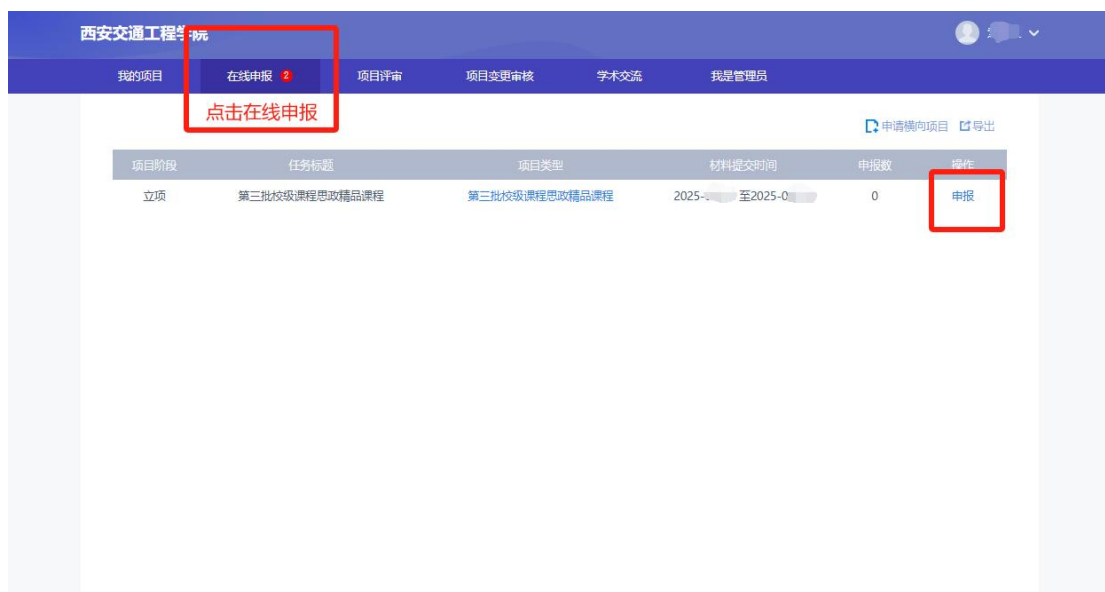 西安交通工程学院
我的项目 在线申报 2 项目评审 项目变更审核 学术交流 我是管理员
点击在线申报
申请横向项目 导出
项目阶段 任务标题 项目类型 材料提交时间 申报数 操作
立项 第三批校级课程思政精品课程 第三批校级课程思政精品课程 2025- 至2025-0 0 申报